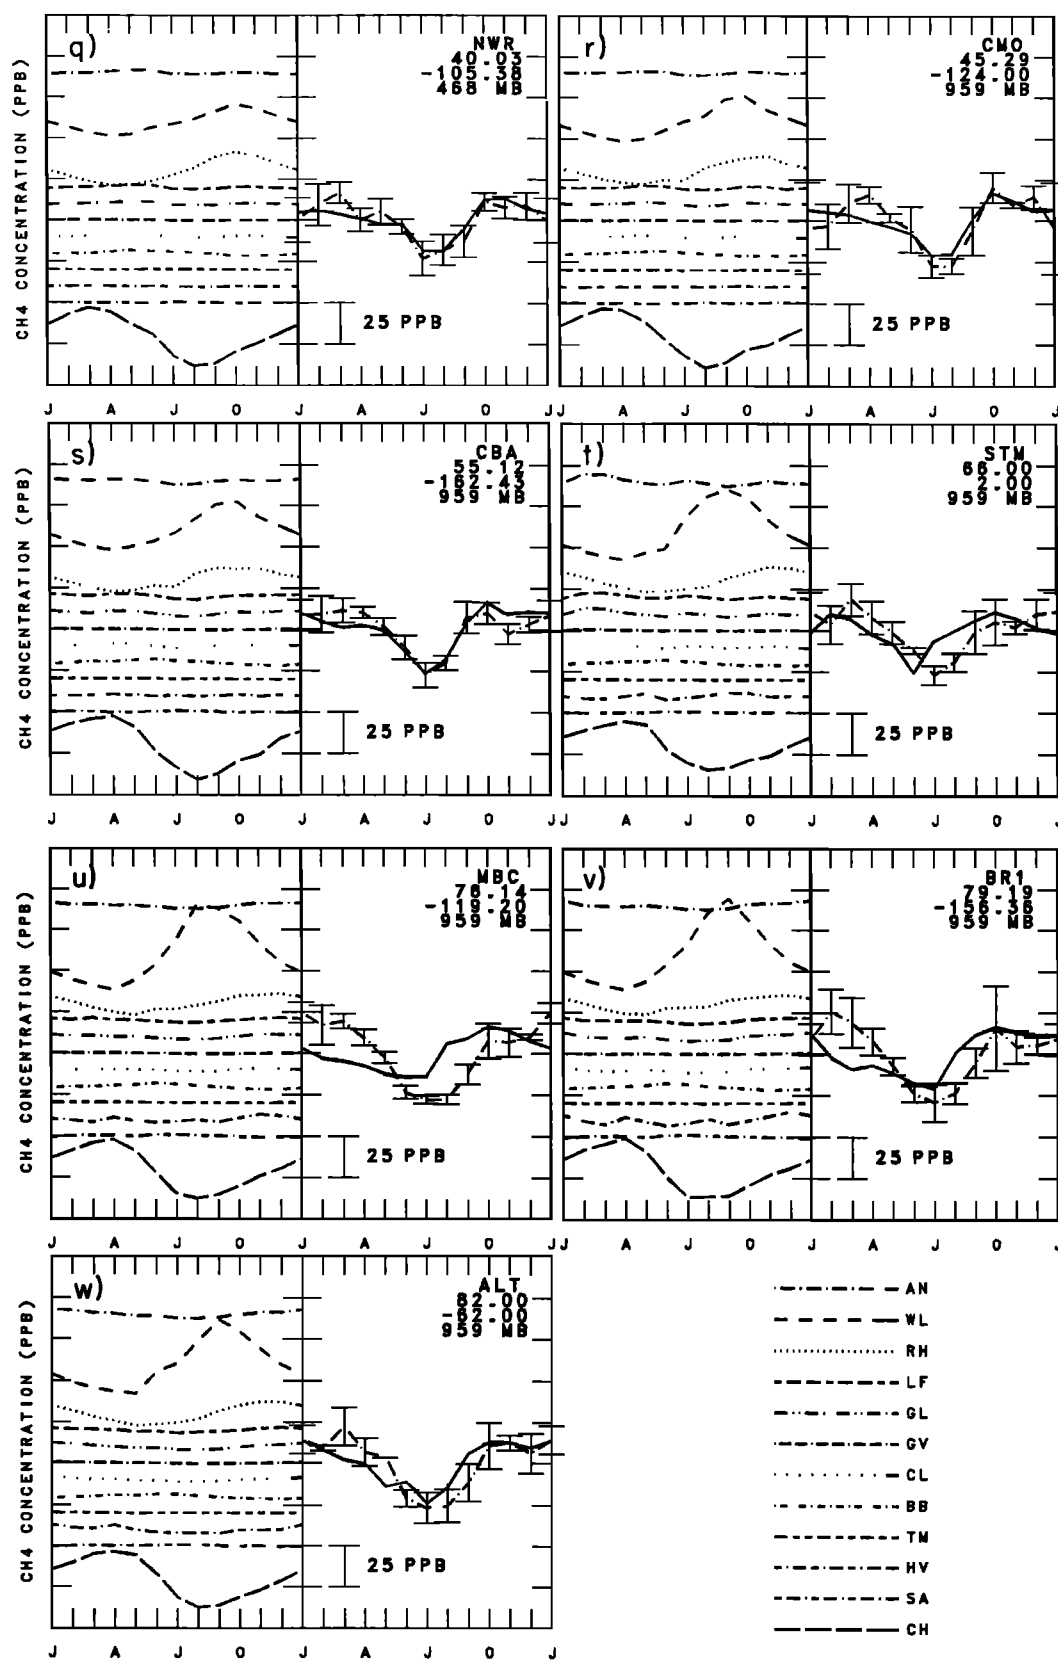 q)
NWR
40.03
-105.38
468 MB
25 PPB
CH4 CONCENTRATION (PPB)
J A J O J A J O J
r)
CMO
45.29
-124.00
959 MB
25 PPB
J A J O J A J O J
s)
CBA
55.12
-162.43
959 MB
25 PPB
CH4 CONCENTRATION (PPB)
J A J O J A J O J
t)
STM
66.00
2.00
959 MB
25 PPB
J A J O J A J O J
u)
MBC
76.14
-119.20
959 MB
25 PPB
CH4 CONCENTRATION (PPB)
J A J O J A J O J
v)
BR1
79.19
-156.36
959 MB
25 PPB
J A J O J A J O J
w)
ALT
82.00
-62.00
959 MB
25 PPB
CH4 CONCENTRATION (PPB)
J A J O J A J O J
AN
WL
RH
LF
GL
GV
CL
BB
TM
HV
SA
CH